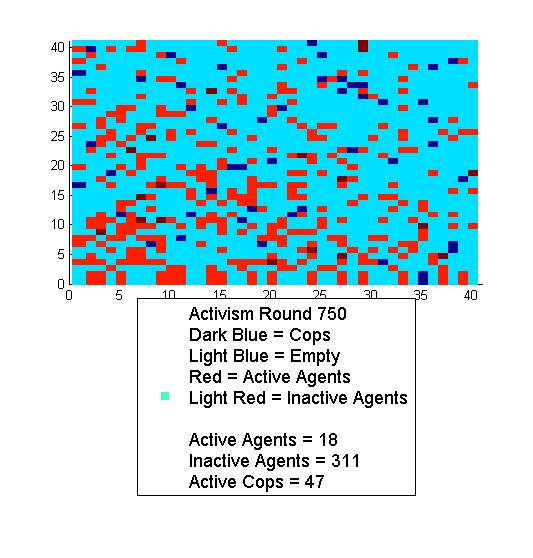 40
35
30
25
20
15
10
5
0
0 5 10 15 20 25 30 35 40
Activism Round 750
Dark Blue = Cops
Light Blue = Empty
Red = Active Agents
Light Red = Inactive Agents
Active Agents = 18
Inactive Agents = 311
Active Cops = 47